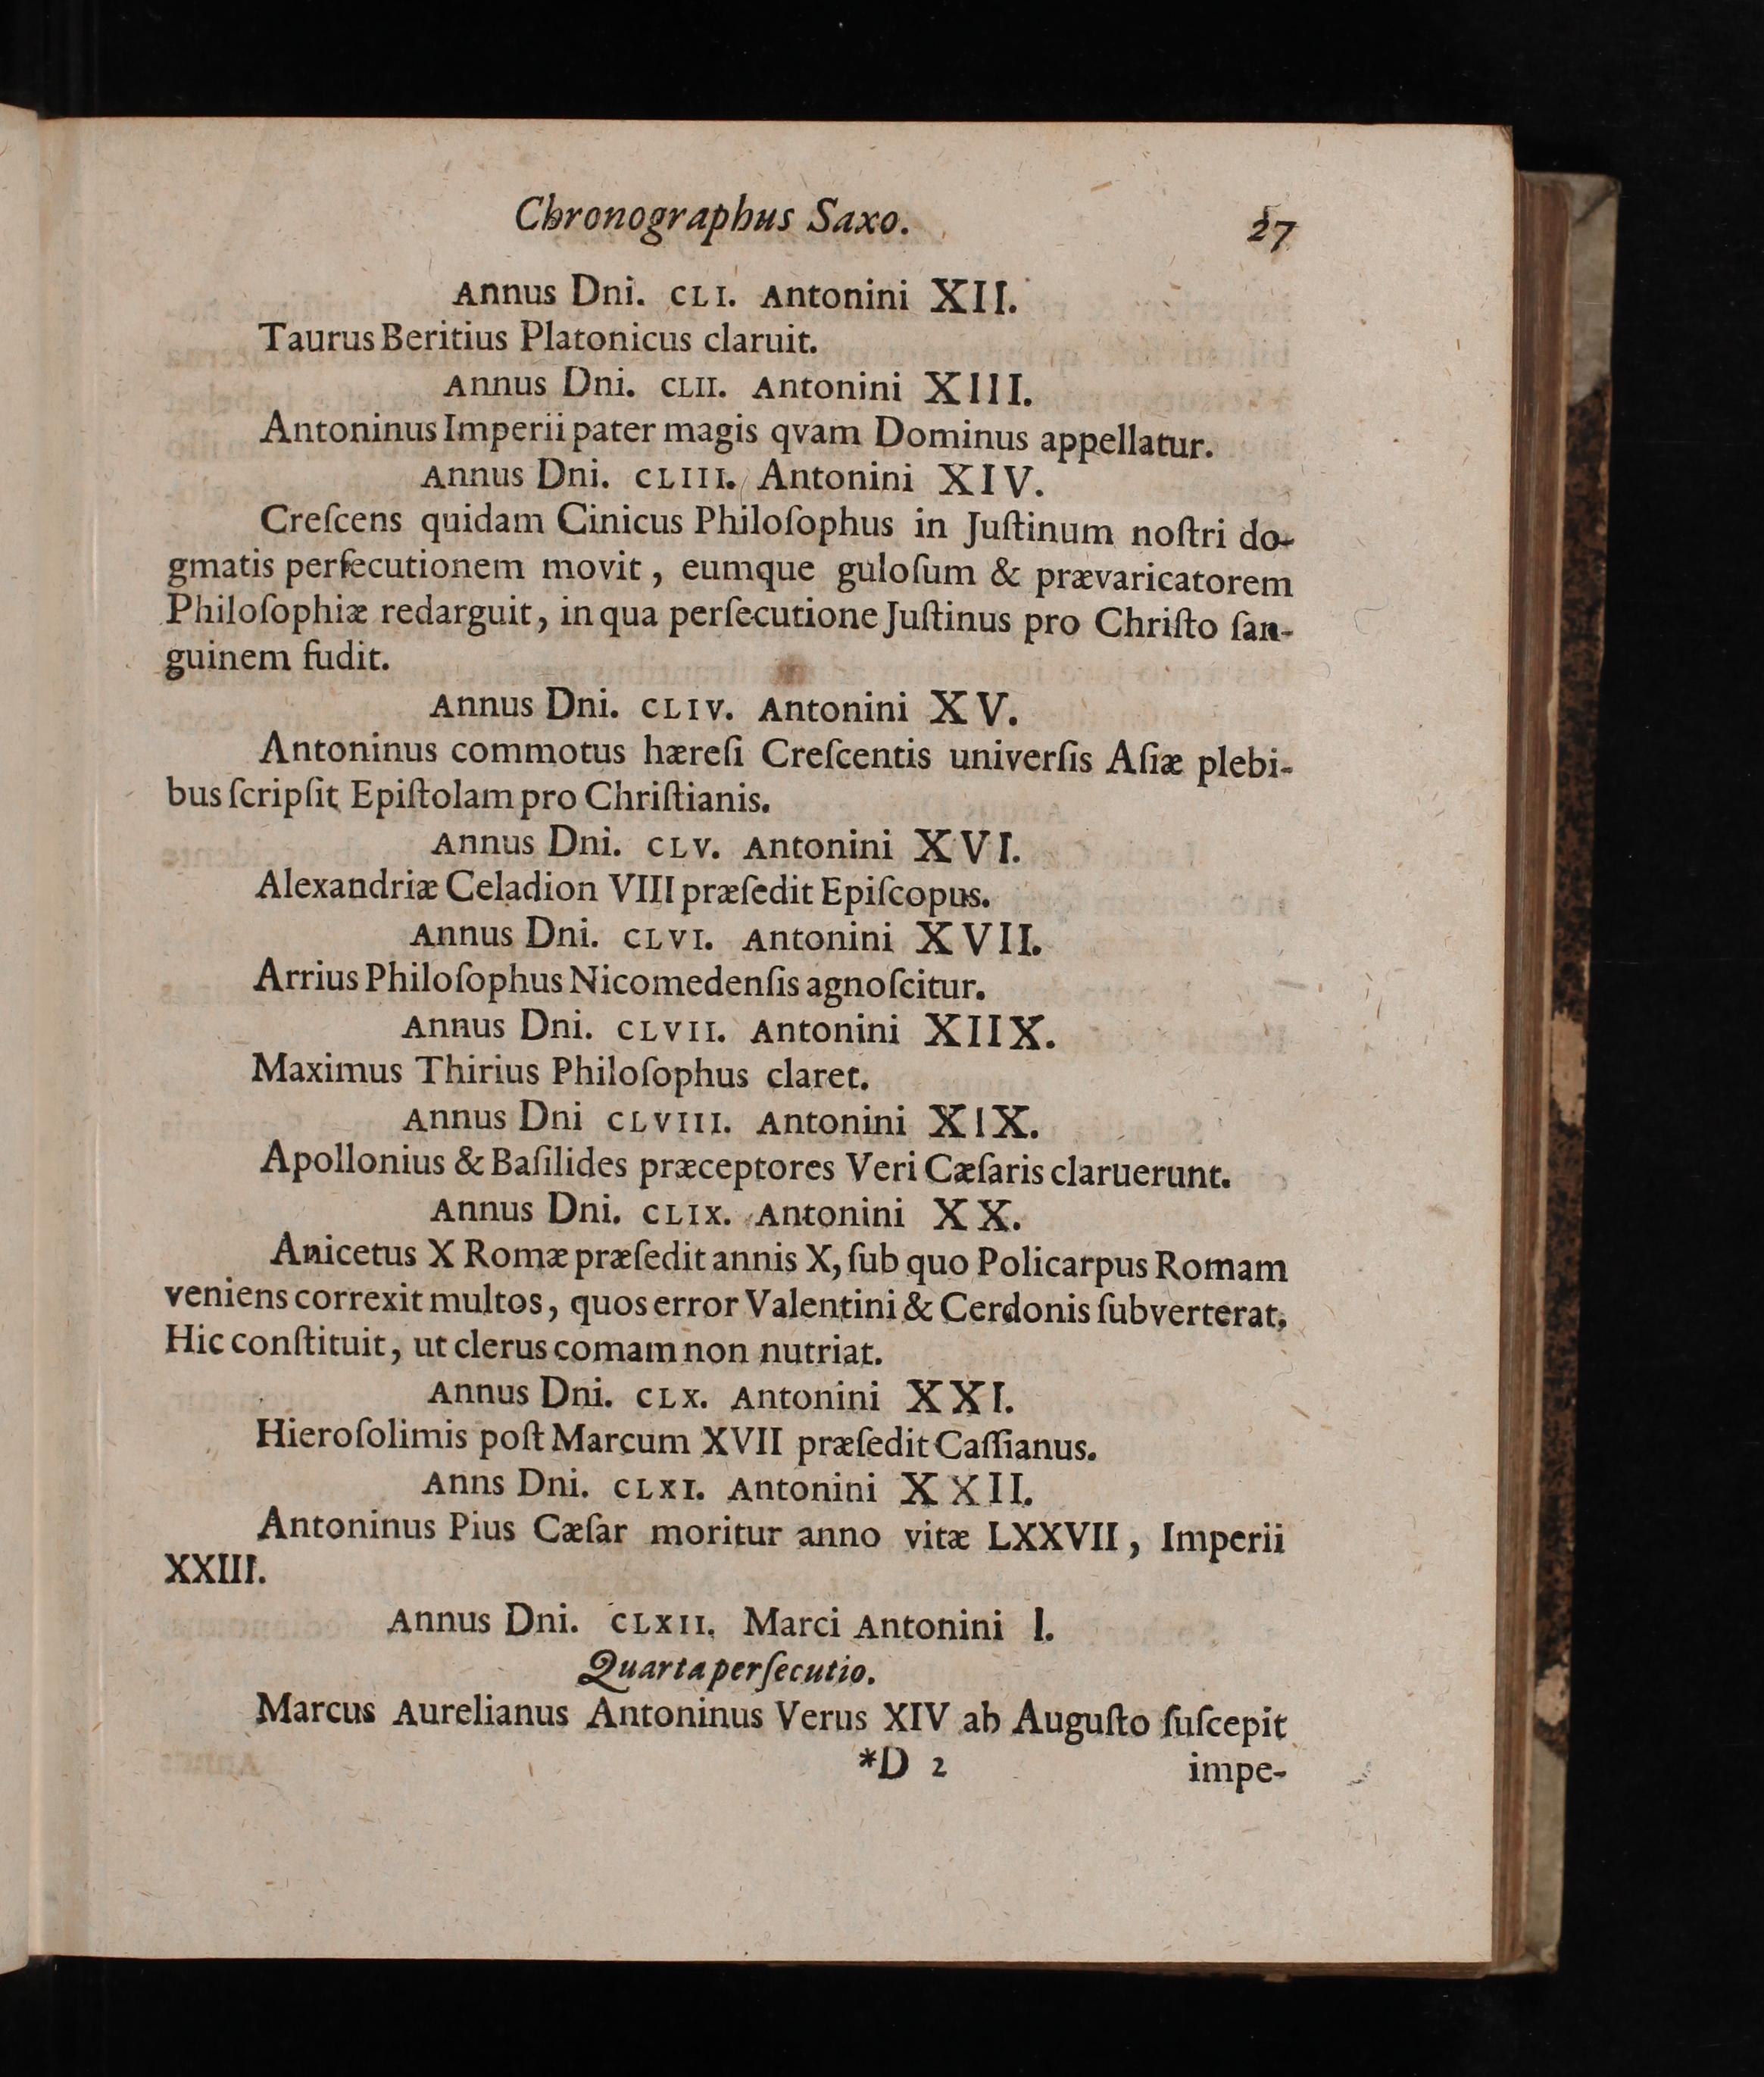 Chronographus Saxo. 27
Annus Dni. CLI. Antonini XII.
Taurus Beritius Platonicus claruit.
Annus Dni. CLII. Antonini XIII.
Antoninus Imperii pater magis qvam Dominus appellatur.
Annus Dni. CLIII. Antonini XIV.
Creſcens quidam Cinicus Philoſophus in Juſtinum noſtri do-
gmatis perſecutionem movit, eumque guloſum & prævaricatorem
Philoſophiæ redarguit, in qua perſecutione Juſtinus pro Chriſto ſan-
guinem fudit.
Annus Dni. CLIV. Antonini XV.
Antoninus commotus hæreſi Creſcentis univerſis Aſiæ plebi-
bus ſcripſit Epiſtolam pro Chriſtianis.
Annus Dni. CLV. Antonini XVI.
Alexandriæ Celadion VIII præſedit Epiſcopus.
Annus Dni. CLVI. Antonini XVII.
Arrius Philoſophus Nicomedenſis agnoſcitur.
Annus Dni. CLVII. Antonini XIIX.
Maximus Thirius Philoſophus claret.
Annus Dni CLVIII. Antonini XIX.
Apollonius & Baſilides præceptores Veri Cæſaris claruerunt.
Annus Dni. CLIX. Antonini XX.
Anicetus X Romæ præſedit annis X, ſub quo Policarpus Romam
veniens correxit multos, quos error Valentini & Cerdonis ſubverterat.
Hic conſtituit, ut clerus comam non nutriat.
Annus Dni. CLX. Antonini XXI.
Hieroſolimis poſt Marcum XVII præſedit Caſſianus.
Anns Dni. CLXI. Antonini XXII.
Antoninus Pius Cæſar moritur anno vitæ LXXVII, Imperii
XXIII.
Annus Dni. CLXII. Marci Antonini I.
Quarta perſecutio.
Marcus Aurelianus Antoninus Verus XIV ab Auguſto ſuſcepit
*D 2 impe-